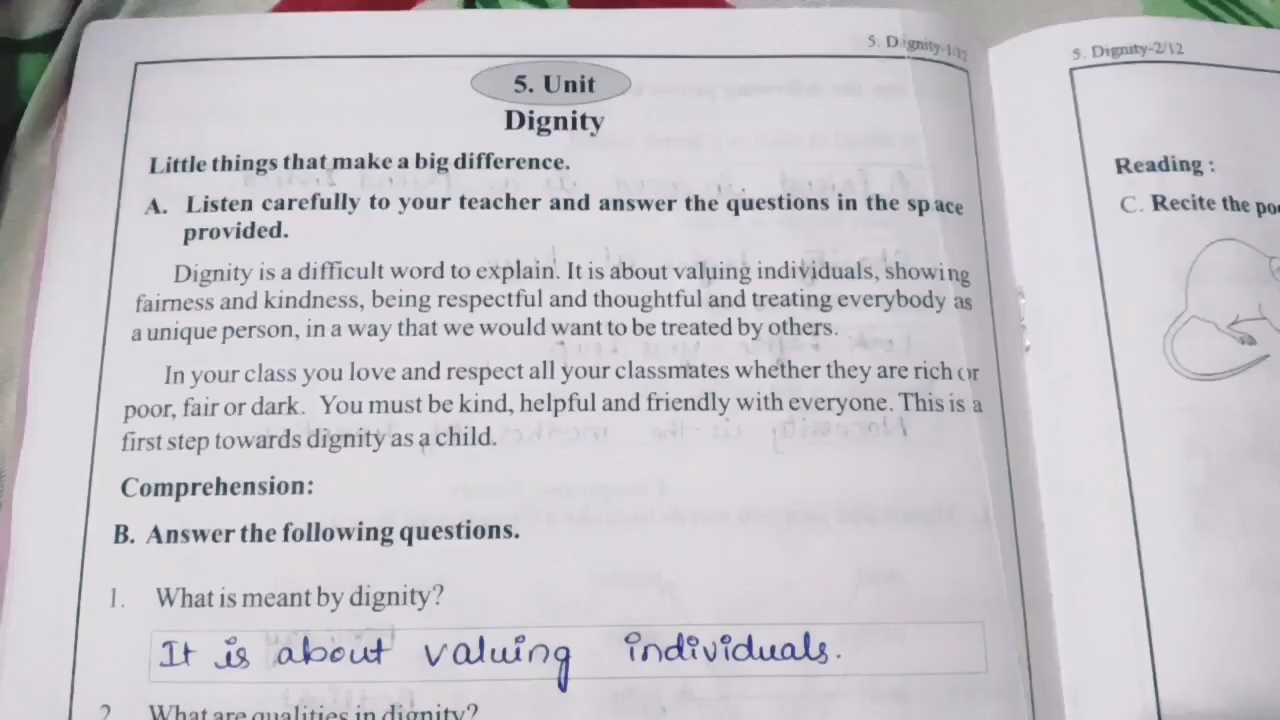 5. Dignity-1/12
5. Unit
Dignity
Little things that make a big difference.
A. Listen carefully to your teacher and answer the questions in the space
provided.
Dignity is a difficult word to explain. It is about valuing individuals, showing
fairness and kindness, being respectful and thoughtful and treating everybody as
a unique person, in a way that we would want to be treated by others.
In your class you love and respect all your classmates whether they are rich or
poor, fair or dark. You must be kind, helpful and friendly with everyone. This is a
first step towards dignity as a child.
Comprehension:
B. Answer the following questions.
1. What is meant by dignity?
It is about valuing individuals.
2. What are qualities in dignity?
5. Dignity-2/12
Reading :
C. Recite the